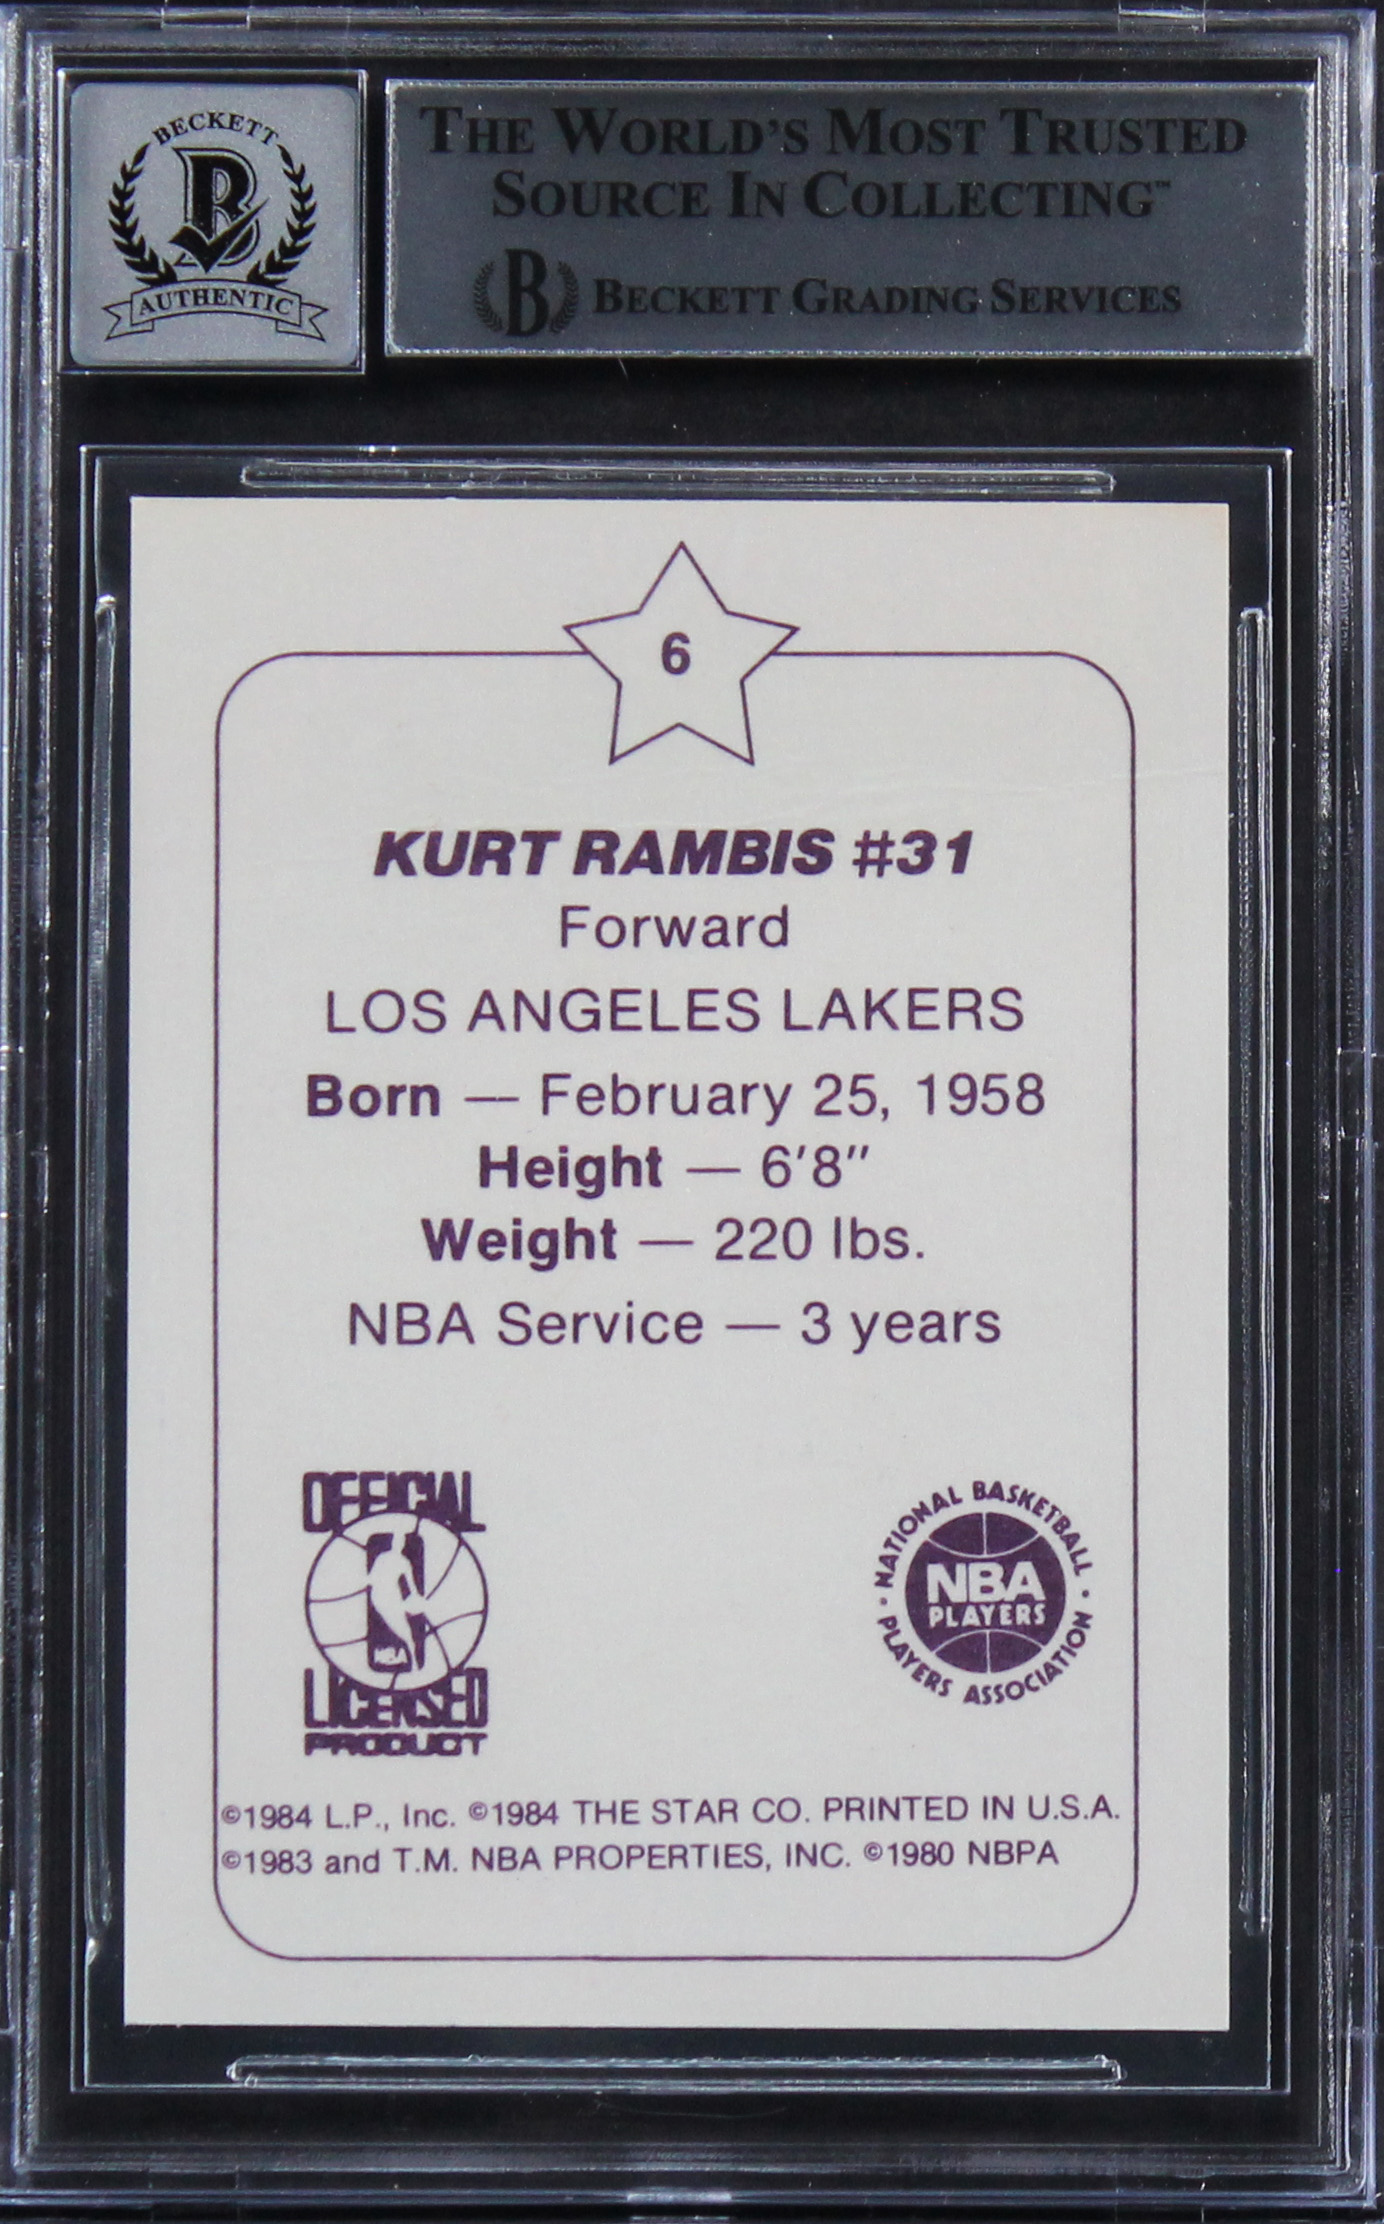 BECKETT
B
AUTHENTIC
THE WORLD'S MOST TRUSTED
SOURCE IN COLLECTING™
B BECKETT GRADING SERVICES
6
KURT RAMBIS #31
Forward
LOS ANGELES LAKERS
Born — February 25, 1958
Height — 6'8"
Weight — 220 lbs.
NBA Service — 3 years
OFFICIAL
LICENSED
PRODUCT
NATIONAL BASKETBALL
NBA
PLAYERS
PLAYERS ASSOCIATION
©1984 L.P., Inc. ©1984 THE STAR CO. PRINTED IN U.S.A.
©1983 and T.M. NBA PROPERTIES, INC. ©1980 NBPA